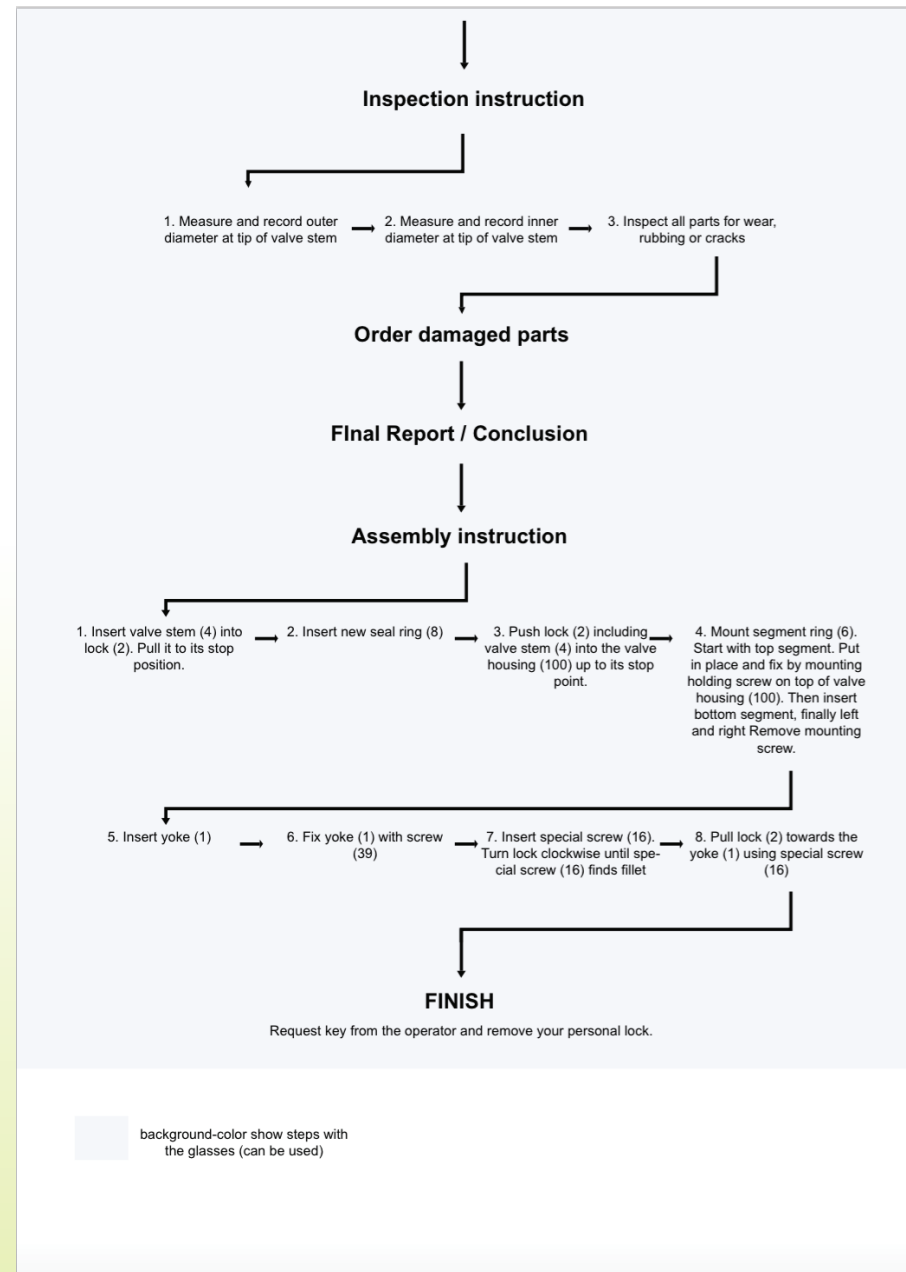 Inspection instruction
1. Measure and record outer
diameter at tip of valve stem
2. Measure and record inner
diameter at tip of valve stem
3. Inspect all parts for wear,
rubbing or cracks
Order damaged parts
FInal Report / Conclusion
Assembly instruction
1. Insert valve stem (4) into
lock (2). Pull it to its stop
position.
2. Insert new seal ring (8)
3. Push lock (2) including
valve stem (4) into the valve
housing (100) up to its stop
point.
4. Mount segment ring (6).
Start with top segment. Put
in place and fix by mounting
holding screw on top of valve
housing (100). Then insert
bottom segment, finally left
and right Remove mounting
screw.
5. Insert yoke (1)
6. Fix yoke (1) with screw
(39)
7. Insert special screw (16).
Turn lock clockwise until spe-
cial screw (16) finds fillet
8. Pull lock (2) towards the
yoke (1) using special screw
(16)
FINISH
Request key from the operator and remove your personal lock.
background-color show steps with
the glasses (can be used)